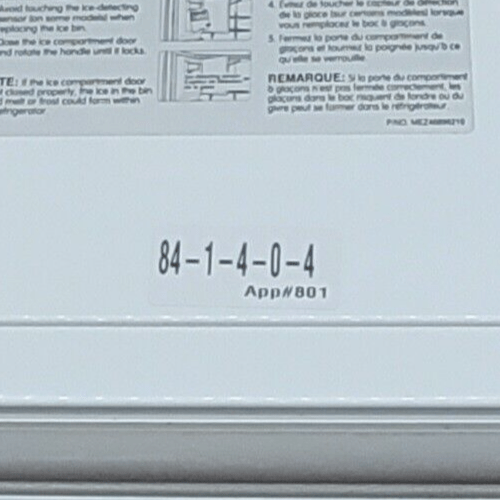 Avoid touching the ice-detecting
sensor (on some models) when
replacing the ice bin.
Close the ice compartment door
and rotate the handle until it locks.
TE: If the ice compartment door
t closed properly, the ice in the bin
d melt or frost could form within
efrigerator
4. Évitez de toucher le capteur de détection
de la glace (sur certains modèles) lorsque
vous remplacez le bac à glaçons.
5. Fermez la porte du compartiment de
glaçons et tournez la poignée jusqu'à ce
qu'elle se verrouille.
REMARQUE: Si la porte du compartiment
à glaçons n'est pas fermée correctement, les
glaçons dans le bac risquent de fondre ou du
givre peut se former dans le réfrigérateur.
P/NO.
84-1-4-0-4
App#801